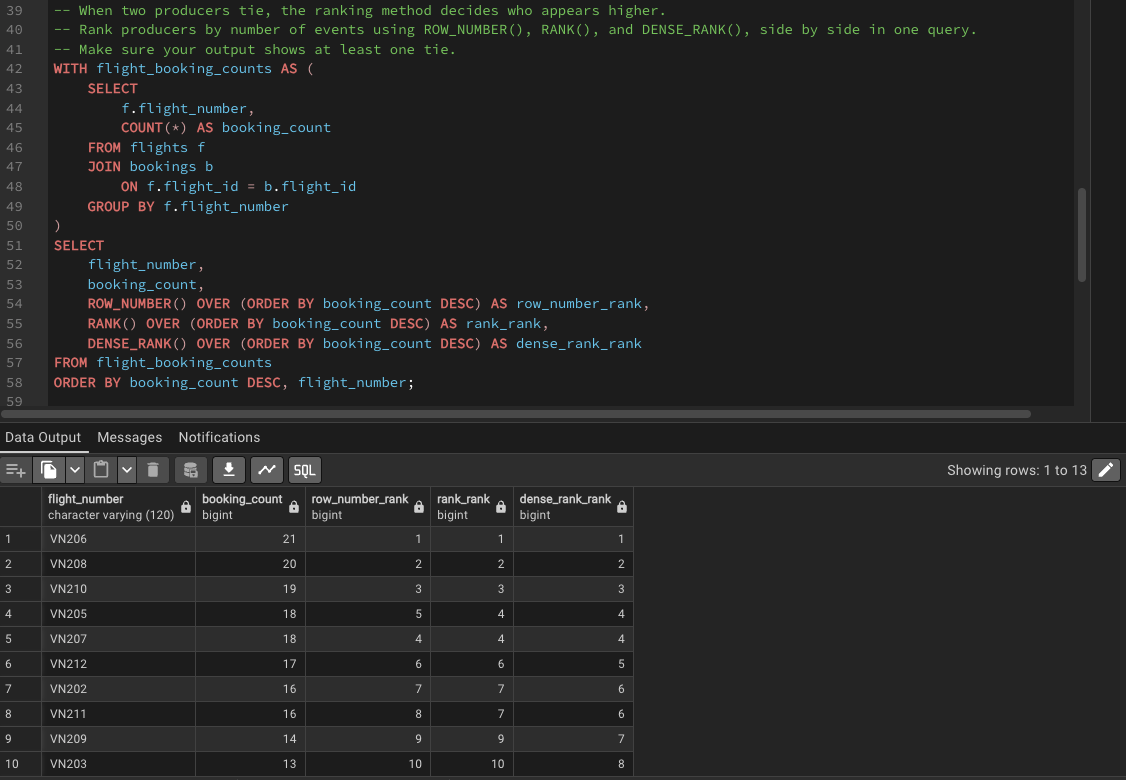 39 -- When two producers tie, the ranking method decides who appears higher.
40 -- Rank producers by number of events using ROW_NUMBER(), RANK(), and DENSE_RANK(), side by side in one query.
41 -- Make sure your output shows at least one tie.
42 WITH flight_booking_counts AS (
43 SELECT
44 f.flight_number,
45 COUNT(*) AS booking_count
46 FROM flights f
47 JOIN bookings b
48 ON f.flight_id = b.flight_id
49 GROUP BY f.flight_number
50 )
51 SELECT
52 flight_number,
53 booking_count,
54 ROW_NUMBER() OVER (ORDER BY booking_count DESC) AS row_number_rank,
55 RANK() OVER (ORDER BY booking_count DESC) AS rank_rank,
56 DENSE_RANK() OVER (ORDER BY booking_count DESC) AS dense_rank_rank
57 FROM flight_booking_counts
58 ORDER BY booking_count DESC, flight_number;
59
Data Output Messages Notifications
SQL Showing rows: 1 to 13
flight_number booking_count row_number_rank rank_rank dense_rank_rank
character varying (120) bigint bigint bigint bigint
1 VN206 21 1 1 1
2 VN208 20 2 2 2
3 VN210 19 3 3 3
4 VN205 18 5 4 4
5 VN207 18 4 4 4
6 VN212 17 6 6 5
7 VN202 16 7 7 6
8 VN211 16 8 7 6
9 VN209 14 9 9 7
10 VN203 13 10 10 8